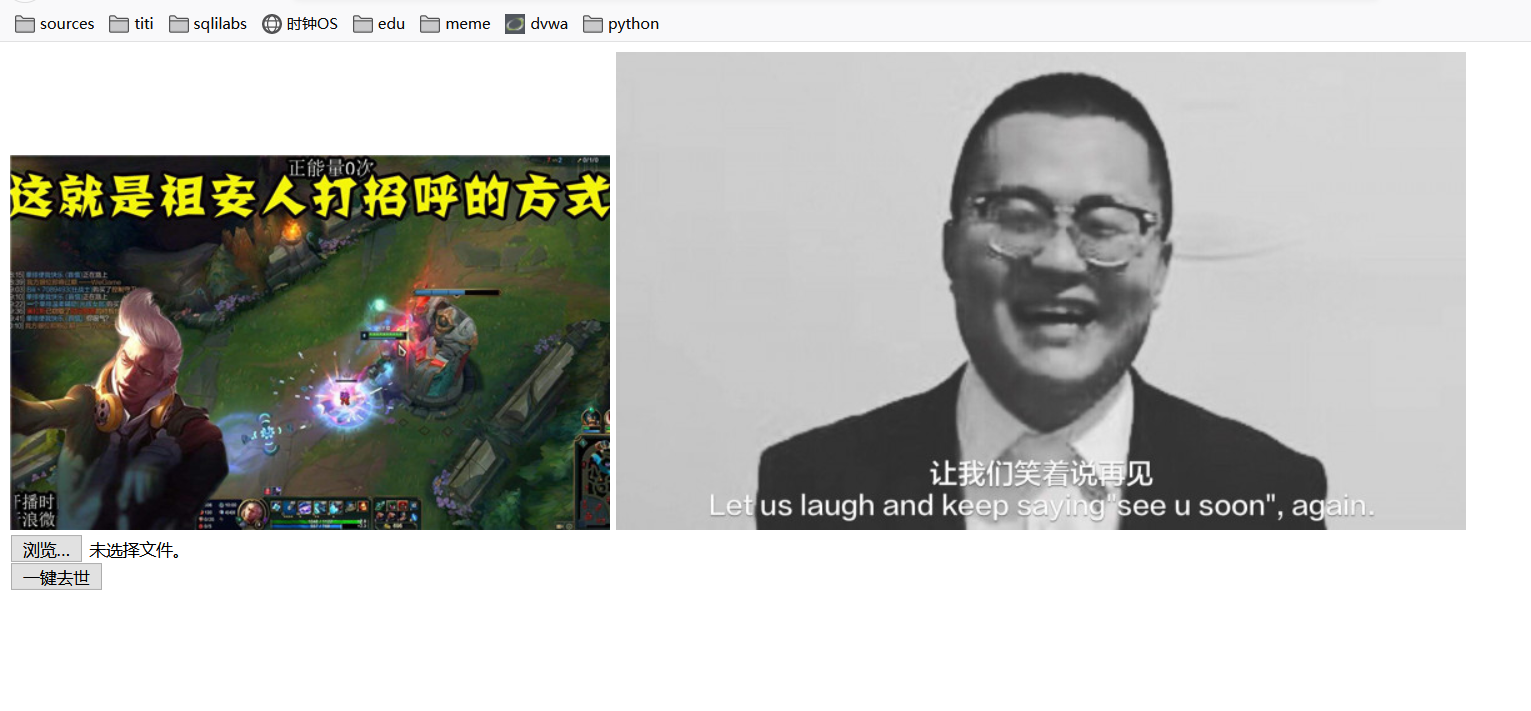 sources titi sqlilabs 时钟OS edu meme dvwa python
正能量0次
这就是祖安人打招呼的方式
开播时
浪微
让我们笑着说再见
Let us laugh and keep saying"see u soon", again.
浏览... 未选择文件。
一键去世